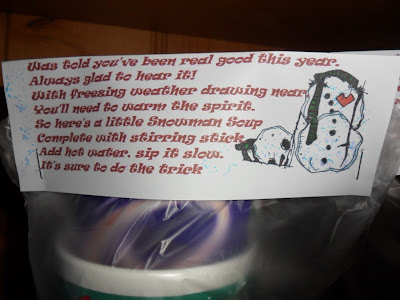 Was told you've been real good this year.
Always glad to hear it!
With freezing weather drawing near
You'll need to warm the spirit.
So here's a little Snowman Soup
Complete with stirring stick
Add hot water, sip it slow.
It's sure to do the trick